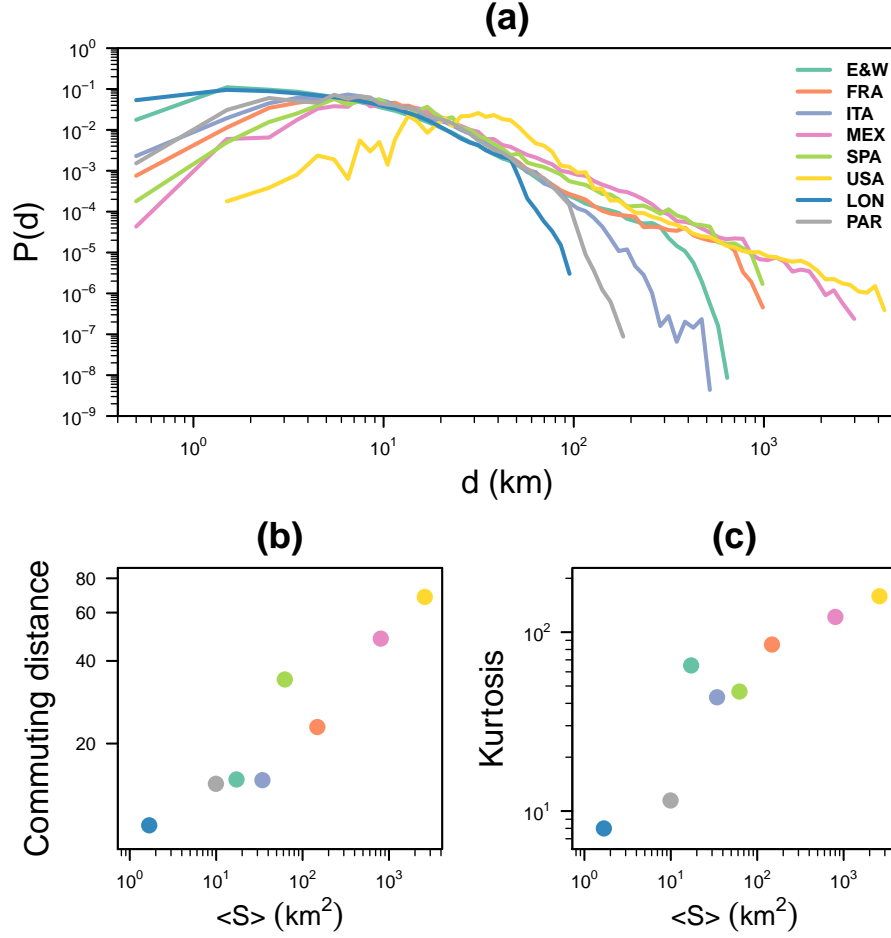 (a)
10^0
10^-1
10^-2
10^-3
10^-4
10^-5
10^-6
10^-7
10^-8
10^-9
P(d)
E&W
FRA
ITA
MEX
SPA
USA
LON
PAR
10^0
10^1
10^2
10^3
d (km)
(b)
80
60
40
20
Commuting distance
10^0
10^1
10^2
10^3
<S> (km^2)
(c)
10^2
10^1
Kurtosis
10^0
10^1
10^2
10^3
<S> (km^2)